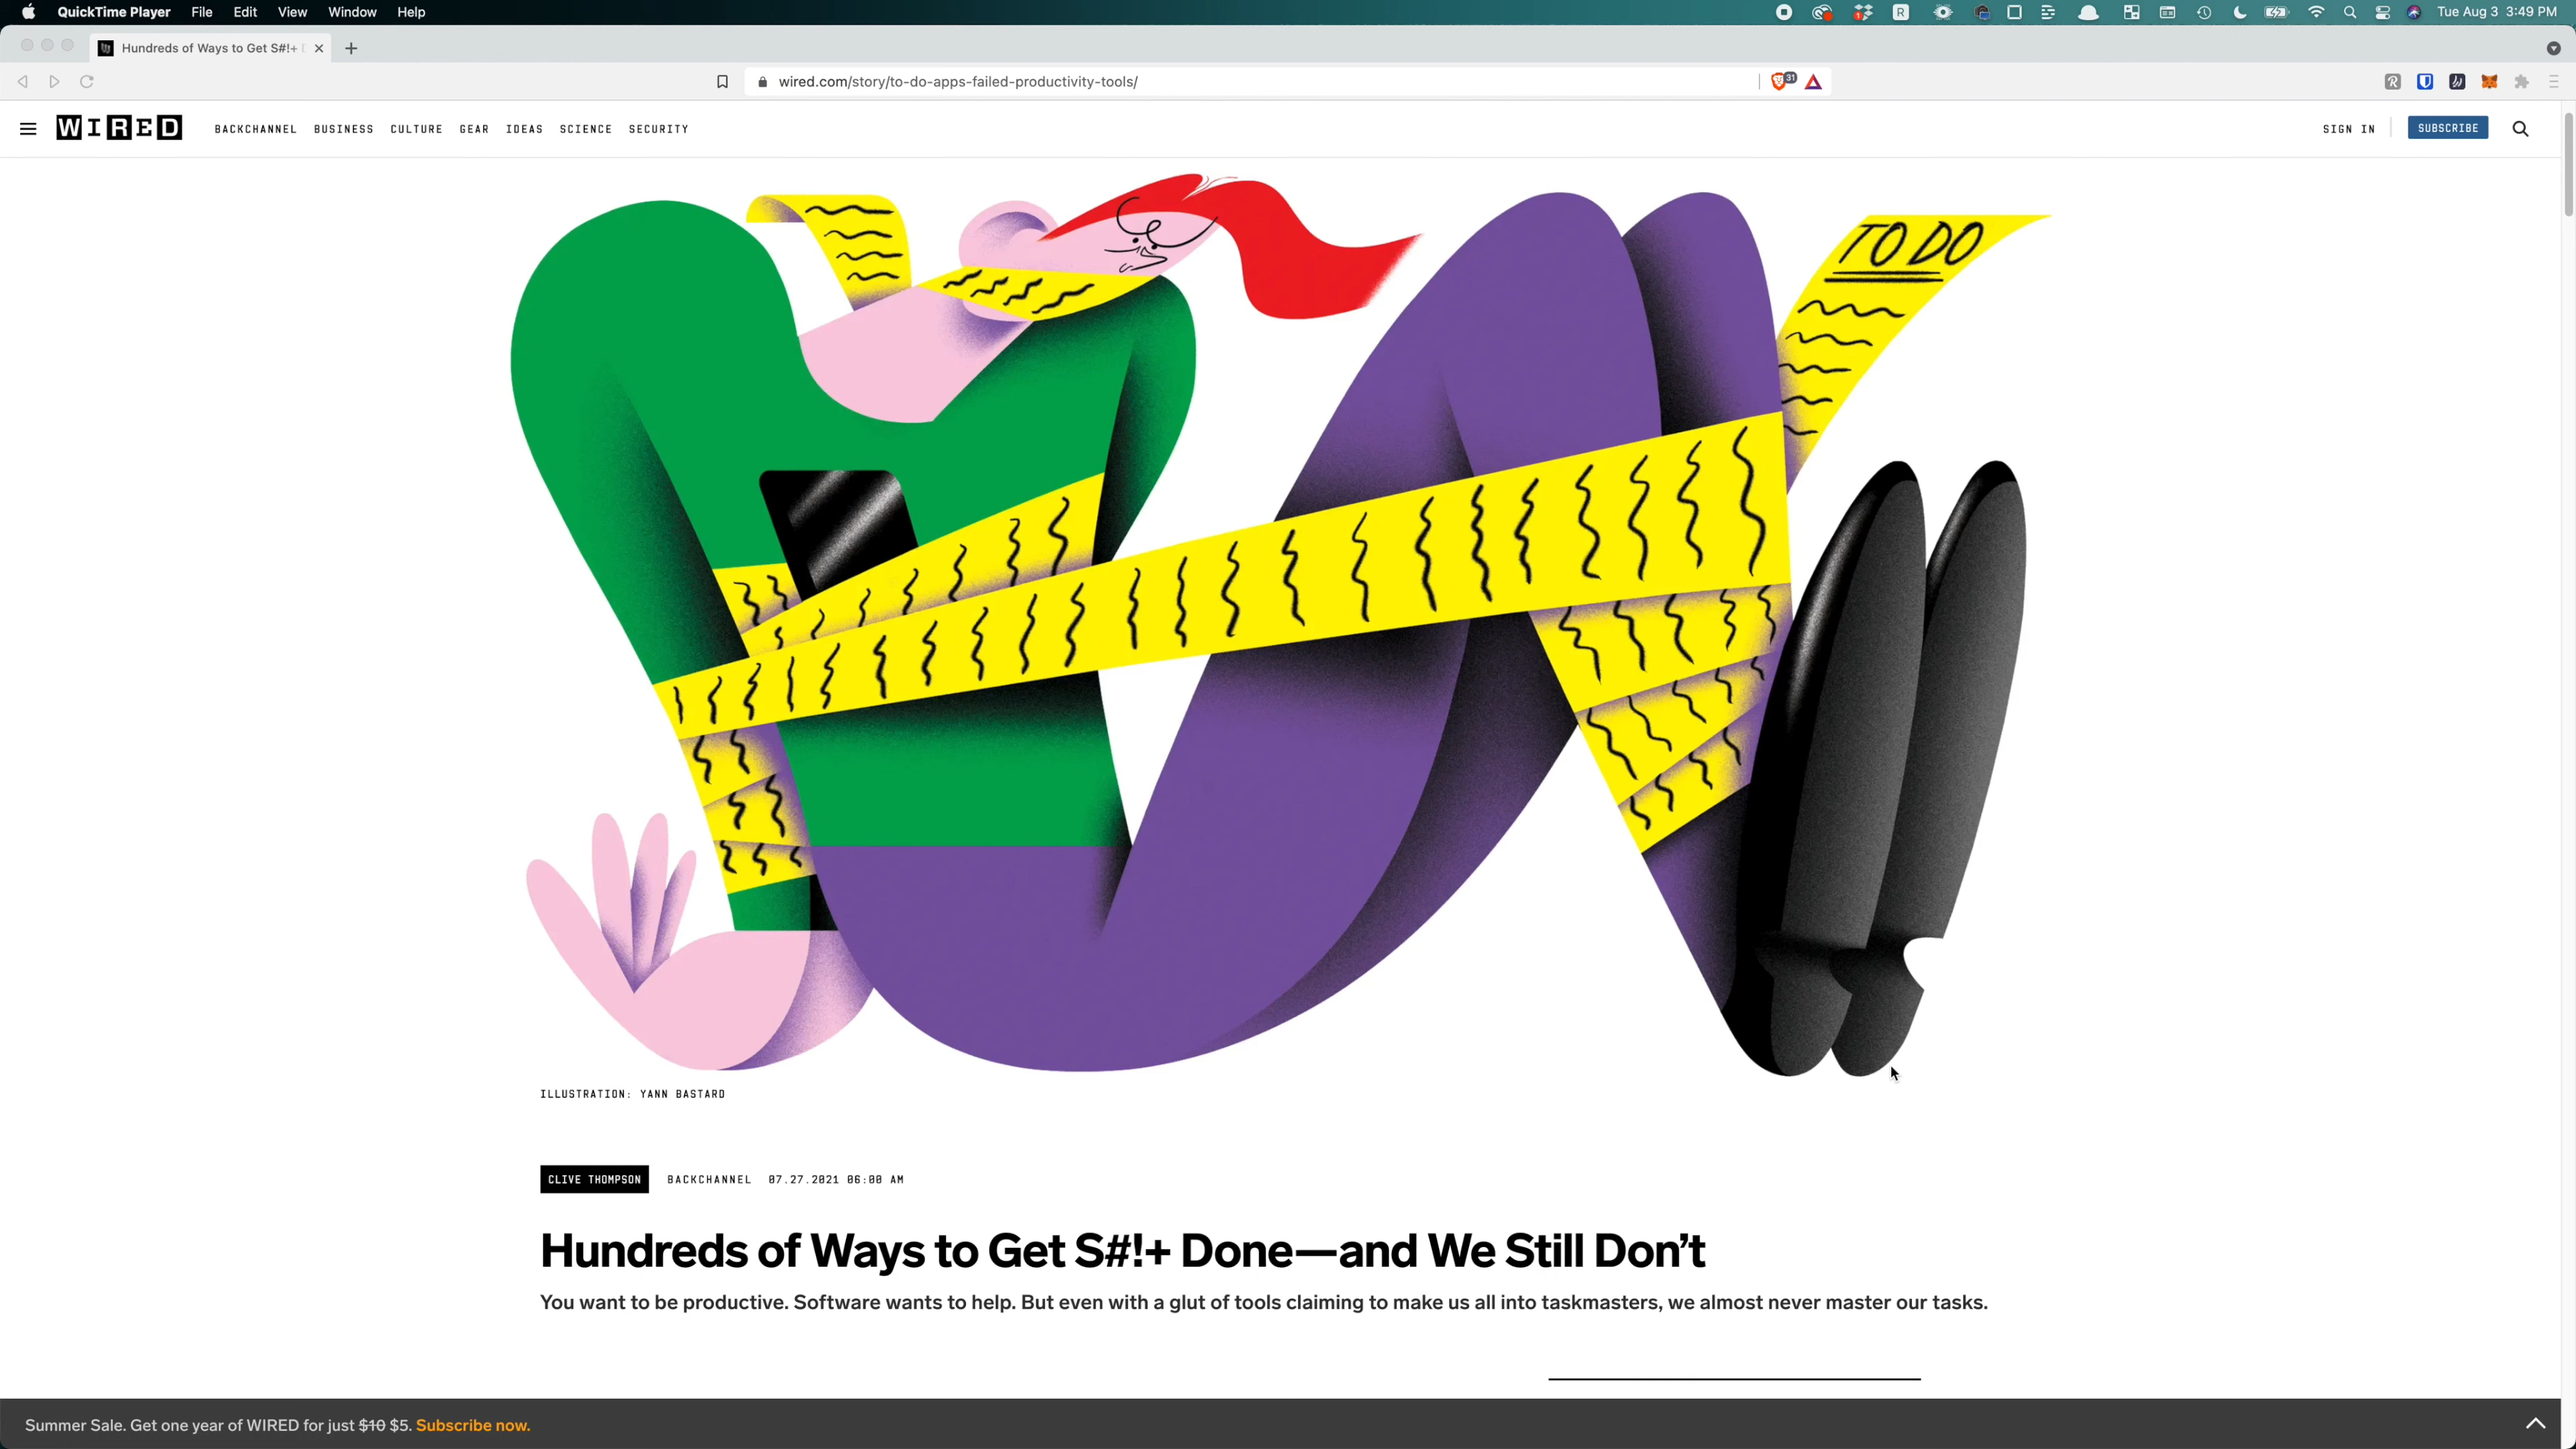 QuickTime Player File Edit View Window Help
Tue Aug 3 3:49 PM
Hundreds of Ways to Get S#!+
wired.com/story/to-do-apps-failed-productivity-tools/
31
WIRED BACKCHANNEL BUSINESS CULTURE GEAR IDEAS SCIENCE SECURITY
SIGN IN SUBSCRIBE
TO DO
ILLUSTRATION: YANN BASTARD
CLIVE THOMPSON BACKCHANNEL 07.27.2021 06:00 AM
Hundreds of Ways to Get S#!+ Done—and We Still Don't
You want to be productive. Software wants to help. But even with a glut of tools claiming to make us all into taskmasters, we almost never master our tasks.
Summer Sale. Get one year of WIRED for just $10 $5. Subscribe now.